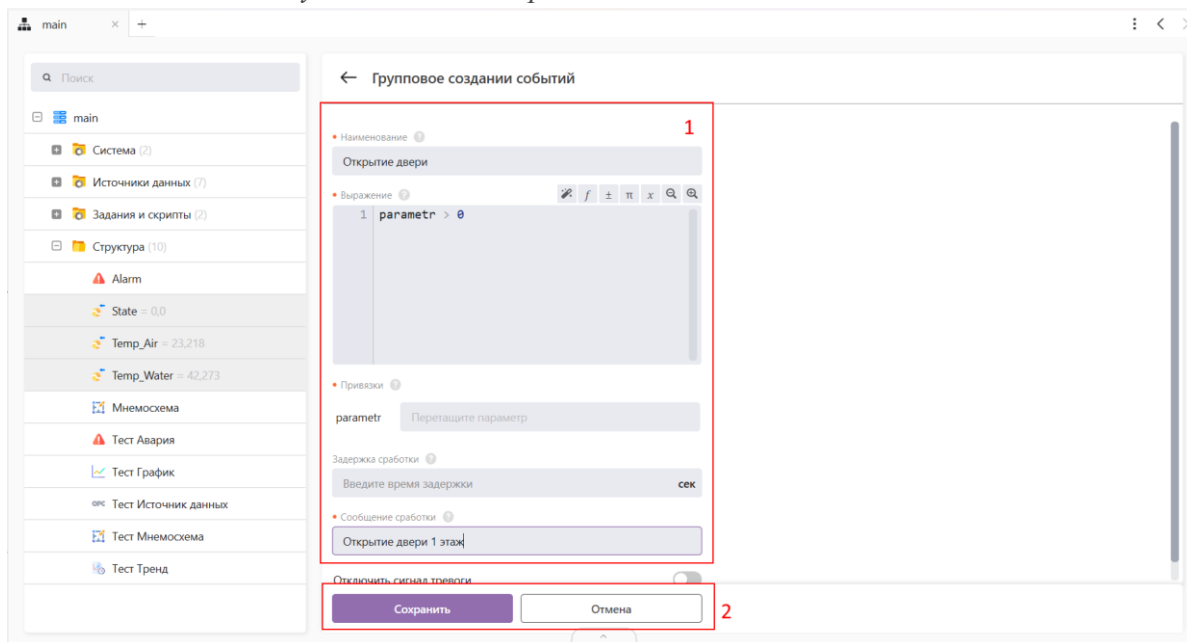 main × +
Поиск
← Групповое создании событий
main
1
• Наименование
Система (2)
Открытие двери
Источники данных (7)
• Выражение
f ± π x
Задания и скрипты (2)
1 parametr > 0
Структура (10)
Alarm
State = 0,0
Temp_Air = 23,218
Temp_Water = 42,273
• Привязки
Мнемосхема
parametr Перетащите параметр
Тест Авария
Задержка сработки
Тест График
Введите время задержки сек
OPC Тест Источник данных
• Сообщение сработки
Тест Мнемосхема
Открытие двери 1 этаж
Тест Тренд
Отключить сигнал тревоги
Сохранить Отмена 2